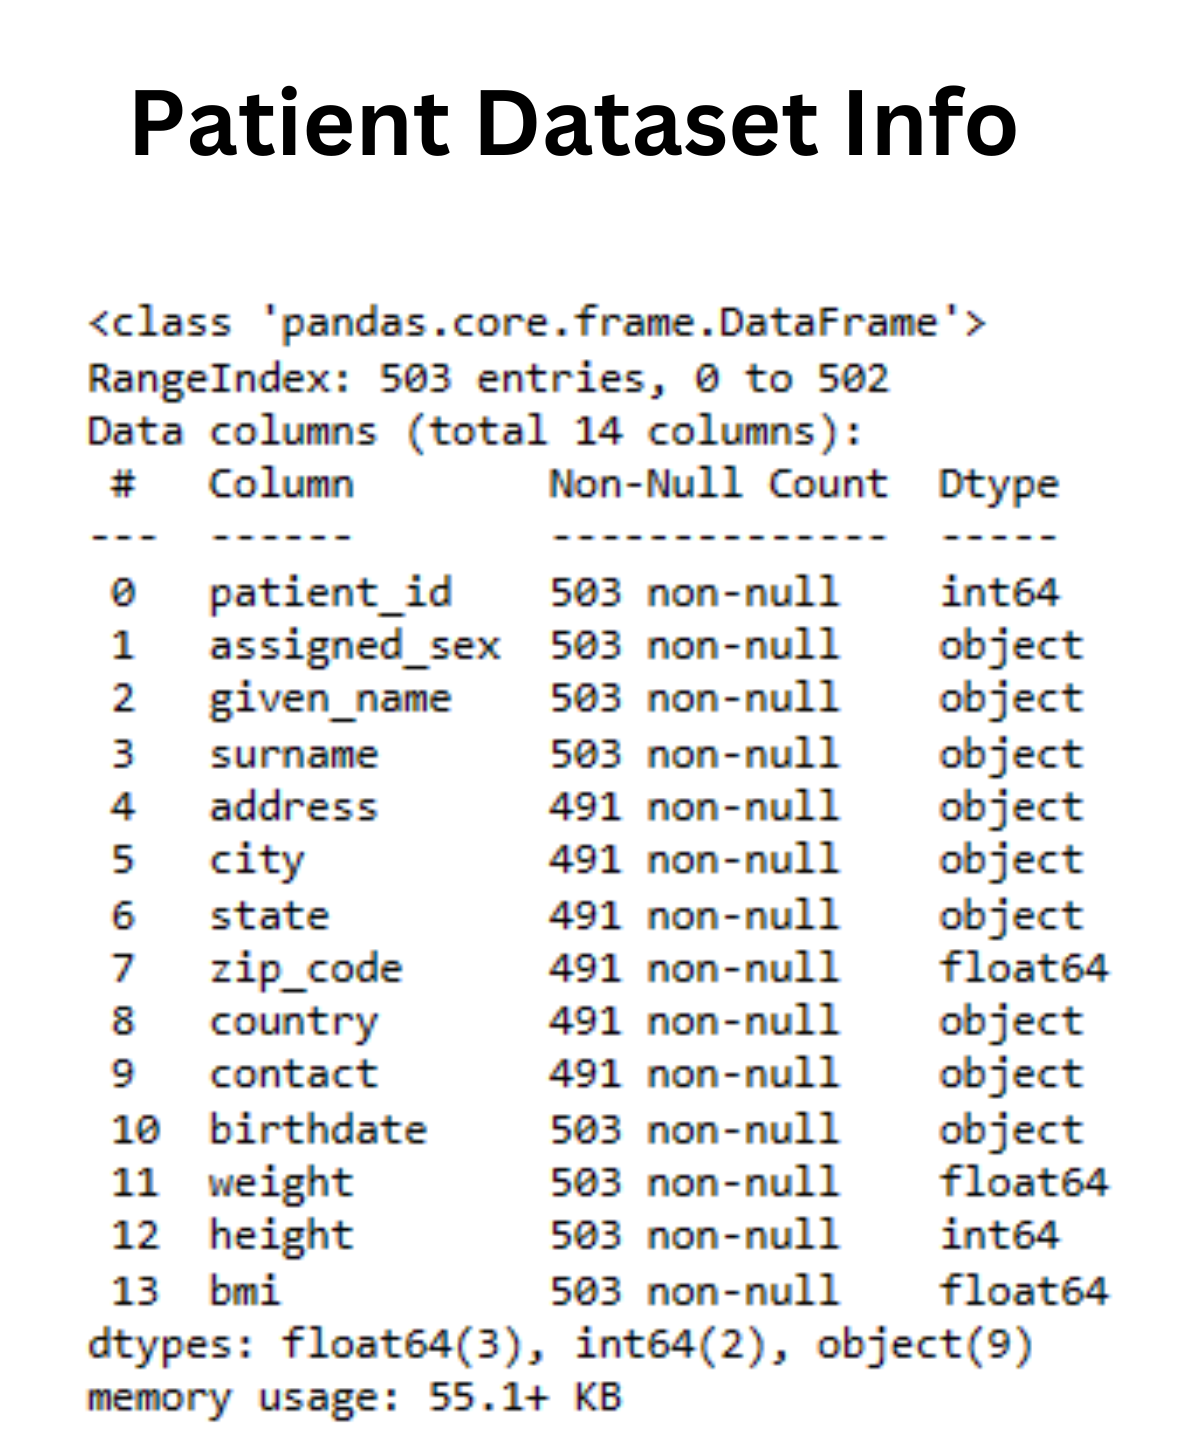 Patient Dataset Info
<class 'pandas.core.frame.DataFrame'>
RangeIndex: 503 entries, 0 to 502
Data columns (total 14 columns):
 #   Column        Non-Null Count  Dtype
---  ------        --------------  -----
 0   patient_id    503 non-null    int64
 1   assigned_sex  503 non-null    object
 2   given_name    503 non-null    object
 3   surname       503 non-null    object
 4   address       491 non-null    object
 5   city          491 non-null    object
 6   state         491 non-null    object
 7   zip_code      491 non-null    float64
 8   country       491 non-null    object
 9   contact       491 non-null    object
 10  birthdate     503 non-null    object
 11  weight        503 non-null    float64
 12  height        503 non-null    int64
 13  bmi           503 non-null    float64
dtypes: float64(3), int64(2), object(9)
memory usage: 55.1+ KB